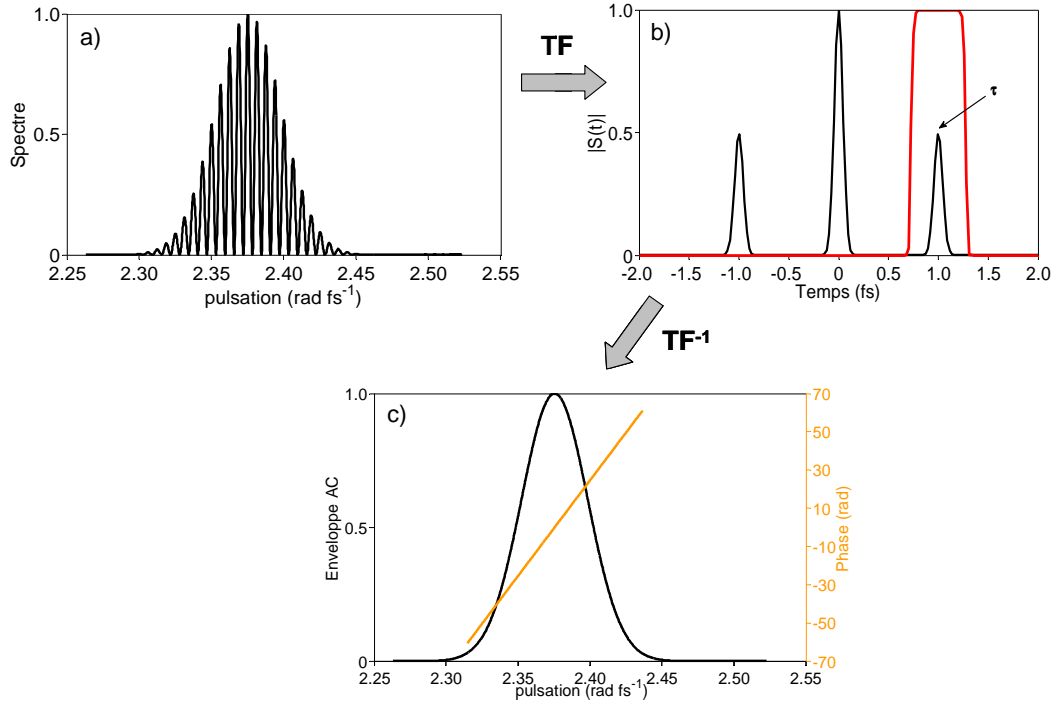 a)
1.0
0.5
0
Spectre
2.25 2.30 2.35 2.40 2.45 2.50 2.55
pulsation (rad fs-1)
TF
b)
1.0
0.5
0
|S(t)|
τ
-2.0 -1.5 -1.0 -0.5 0 0.5 1.0 1.5 2.0
Temps (fs)
TF-1
c)
1.0
0.5
0
Enveloppe AC
70
50
30
10
-10
-30
-50
-70
Phase (rad)
2.25 2.30 2.35 2.40 2.45 2.50 2.55
pulsation (rad fs-1)